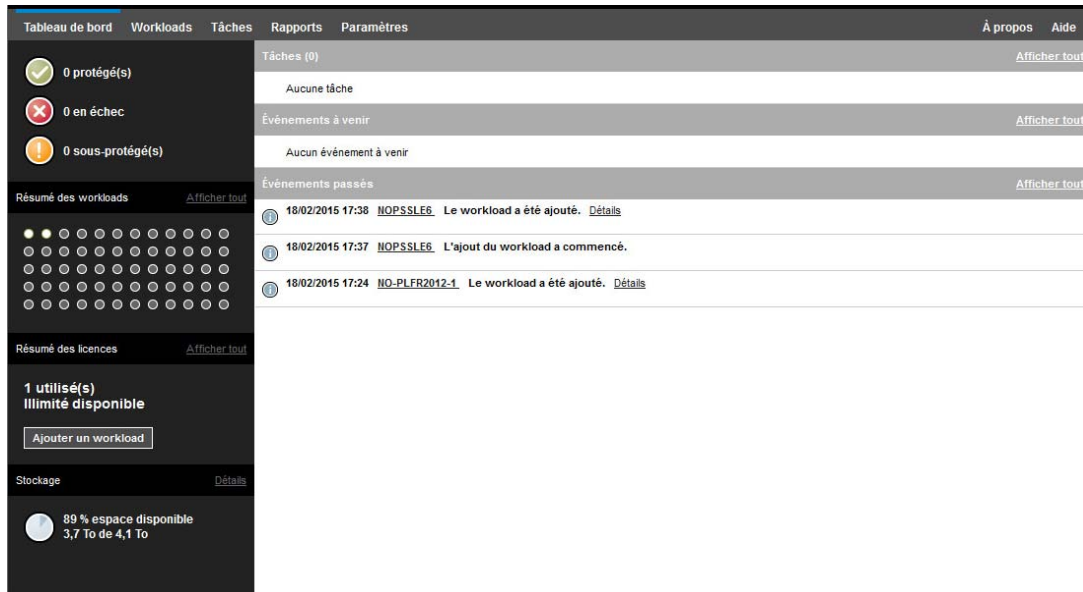 Tableau de bord Workloads Tâches Rapports Paramètres À propos Aide
0 protégé(s)
0 en échec
0 sous-protégé(s)
Résumé des workloads Afficher tout
Résumé des licences Afficher tout
1 utilisé(s)
Illimité disponible
Ajouter un workload
Stockage Détails
89 % espace disponible
3,7 To de 4,1 To
Tâches (0) Afficher tout
Aucune tâche
Événements à venir Afficher tout
Aucun événement à venir
Événements passés Afficher tout
18/02/2015 17:38 NOPSSLE6 Le workload a été ajouté. Détails
18/02/2015 17:37 NOPSSLE6 L'ajout du workload a commencé.
18/02/2015 17:24 NO-PLFR2012-1 Le workload a été ajouté. Détails